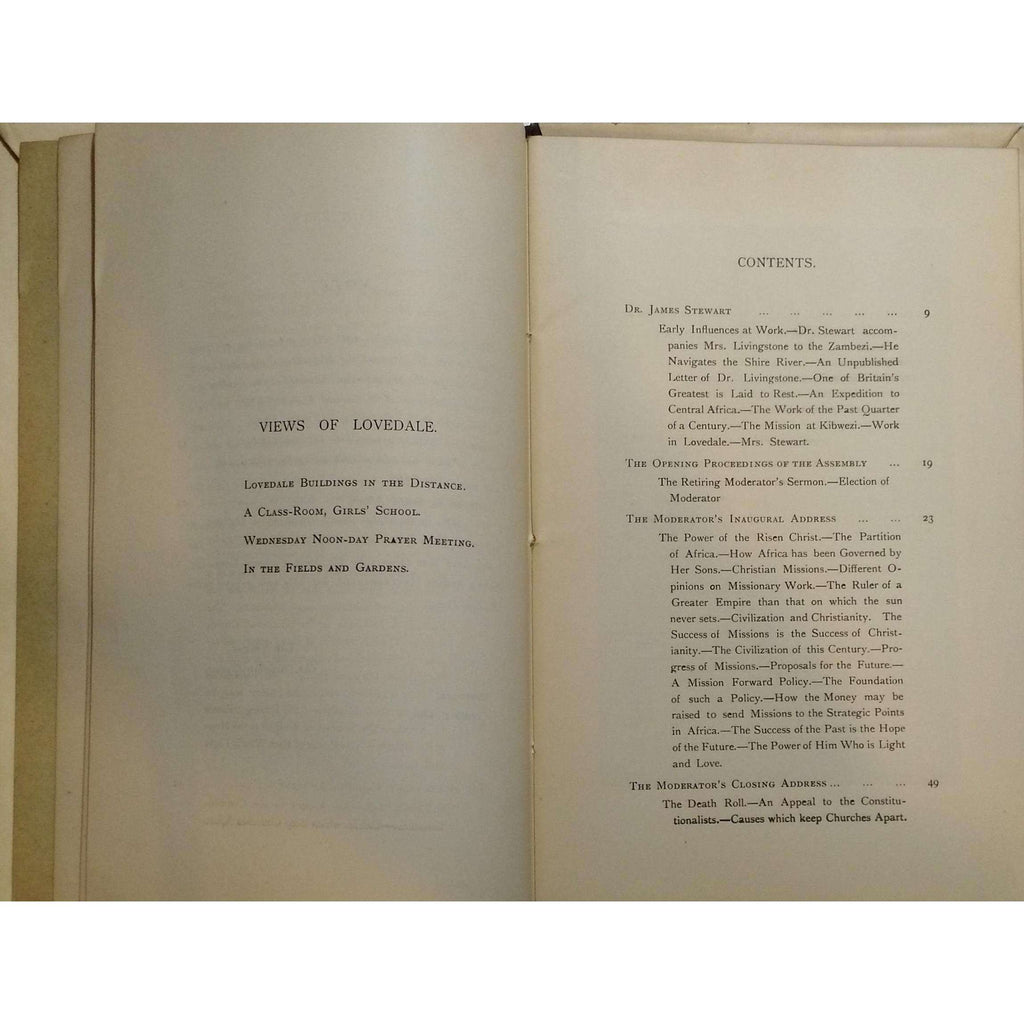 VIEWS OF LOVEDALE.
LOVEDALE BUILDINGS IN THE DISTANCE.
A CLASS-ROOM, GIRLS' SCHOOL.
WEDNESDAY NOON-DAY PRAYER MEETING.
IN THE FIELDS AND GARDENS.
CONTENTS.
DR. JAMES STEWART ... ... ... ... ... 9
Early Influences at Work.—Dr. Stewart accom-
panies Mrs. Livingstone to the Zambezi.—He
Navigates the Shire River.—An Unpublished
Letter of Dr. Livingstone.—One of Britain's
Greatest is Laid to Rest.—An Expedition to
Central Africa.—The Work of the Past Quarter
of a Century.—The Mission at Kibwezi.—Work
in Lovedale.—Mrs. Stewart.
THE OPENING PROCEEDINGS OF THE ASSEMBLY ... 19
The Retiring Moderator's Sermon.—Election of
Moderator
THE MODERATOR'S INAUGURAL ADDRESS ... ... 23
The Power of the Risen Christ.—The Partition
of Africa.—How Africa has been Governed by
Her Sons.—Christian Missions.—Different O-
pinions on Missionary Work.—The Ruler of a
Greater Empire than that on which the sun
never sets.—Civilization and Christianity. The
Success of Missions is the Success of Christ-
ianity.—The Civilization of this Century.—Pro-
gress of Missions.—Proposals for the Future.—
A Mission Forward Policy.—The Foundation
of such a Policy.—How the Money may be
raised to send Missions to the Strategic Points
in Africa.—The Success of the Past is the Hope
of the Future.—The Power of Him Who is Light
and Love.
THE MODERATOR'S CLOSING ADDRESS ... ... ... 49
The Death Roll.—An Appeal to the Constitu-
tionalists.—Causes which keep Churches Apart.